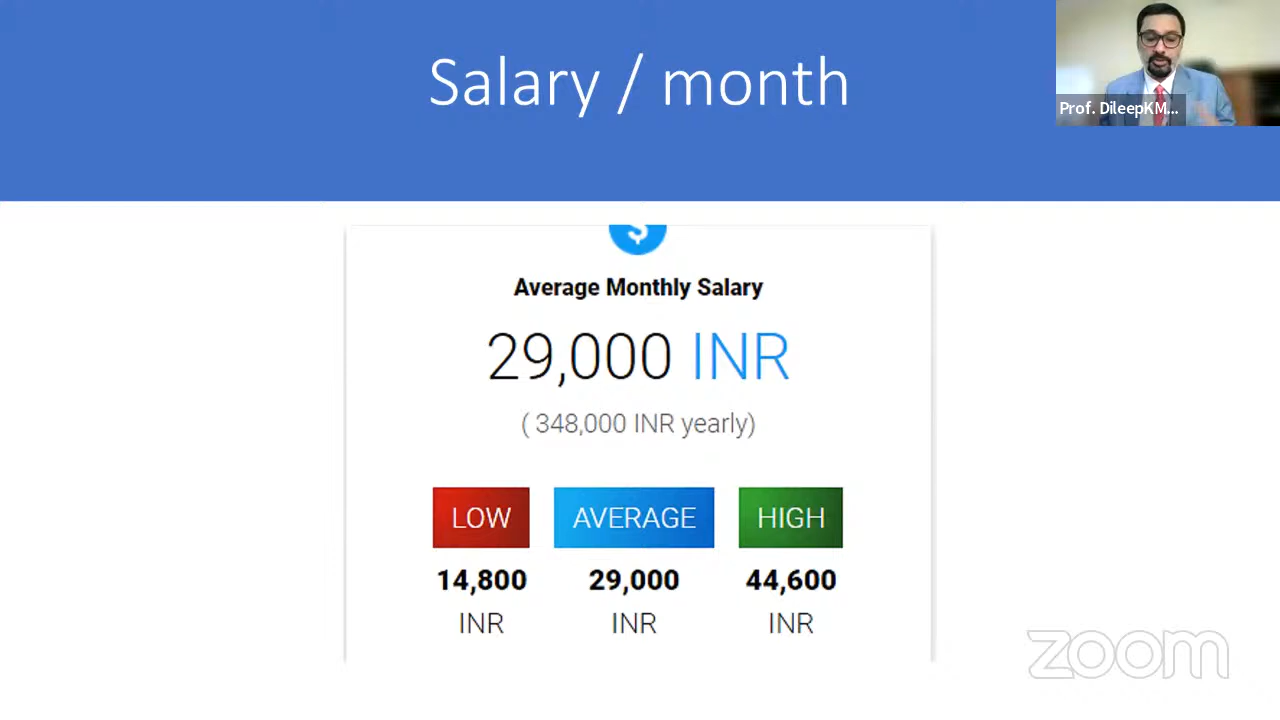 Salary / month
Prof. DileepKM...
$
Average Monthly Salary
29,000 INR
( 348,000 INR yearly)
LOW AVERAGE HIGH
14,800 29,000 44,600
INR INR INR
zoom